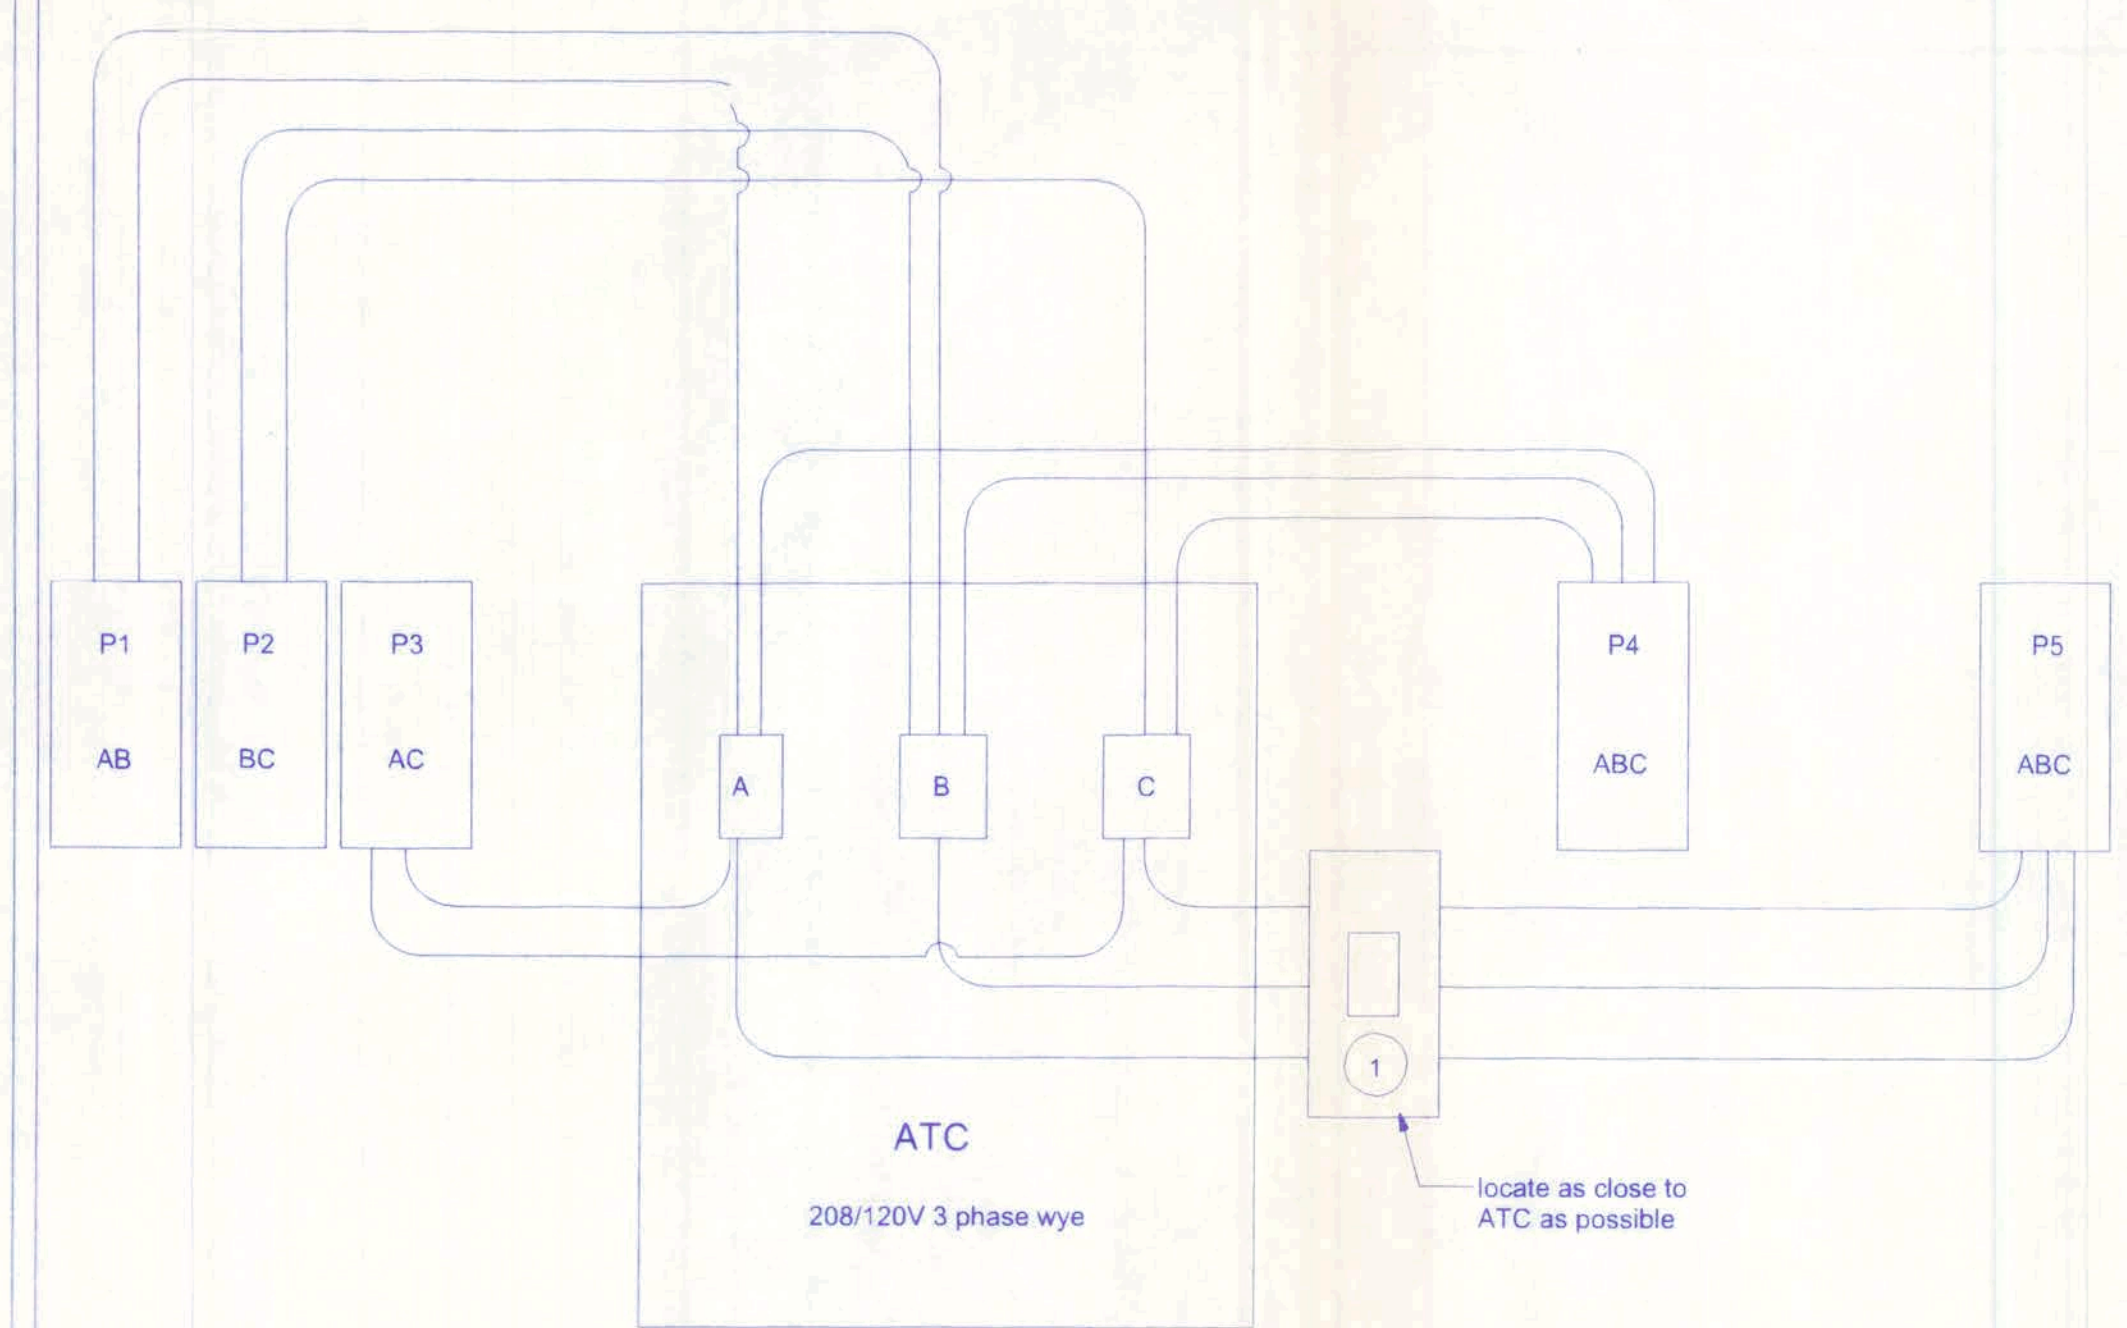 P1
AB
P2
BC
P3
AC
A
B
C
P4
ABC
P5
ABC
1
ATC
208/120V 3 phase wye
locate as close to
ATC as possible